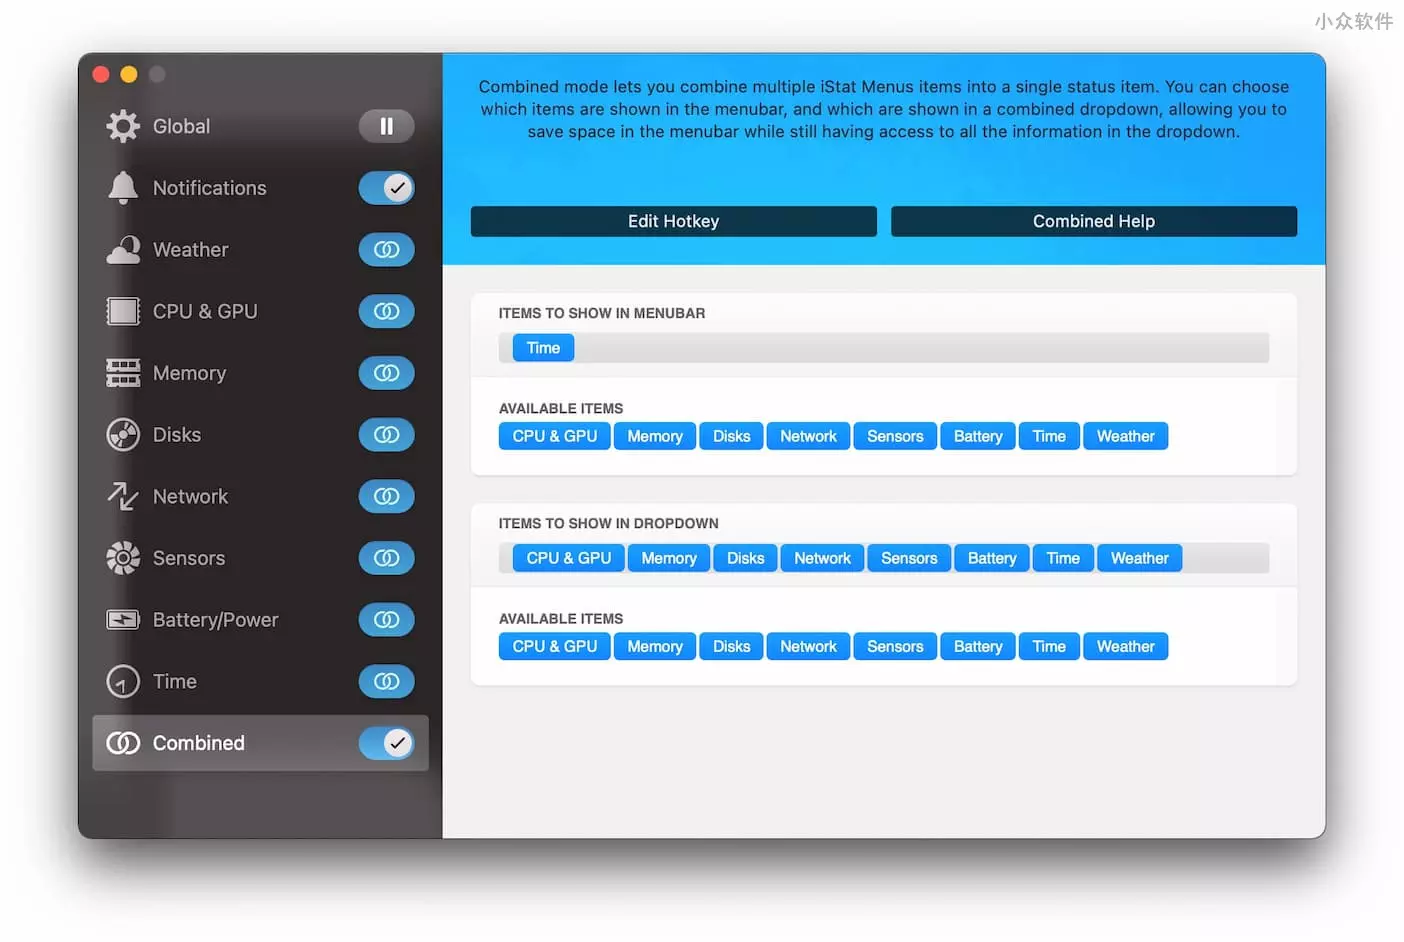 小众软件
Global
Notifications
Weather
CPU & GPU
Memory
Disks
Network
Sensors
Battery/Power
Time
Combined
Combined mode lets you combine multiple iStat Menus items into a single status item. You can choose
which items are shown in the menubar, and which are shown in a combined dropdown, allowing you to
save space in the menubar while still having access to all the information in the dropdown.
Edit Hotkey Combined Help
ITEMS TO SHOW IN MENUBAR
Time
AVAILABLE ITEMS
CPU & GPU Memory Disks Network Sensors Battery Time Weather
ITEMS TO SHOW IN DROPDOWN
CPU & GPU Memory Disks Network Sensors Battery Time Weather
AVAILABLE ITEMS
CPU & GPU Memory Disks Network Sensors Battery Time Weather